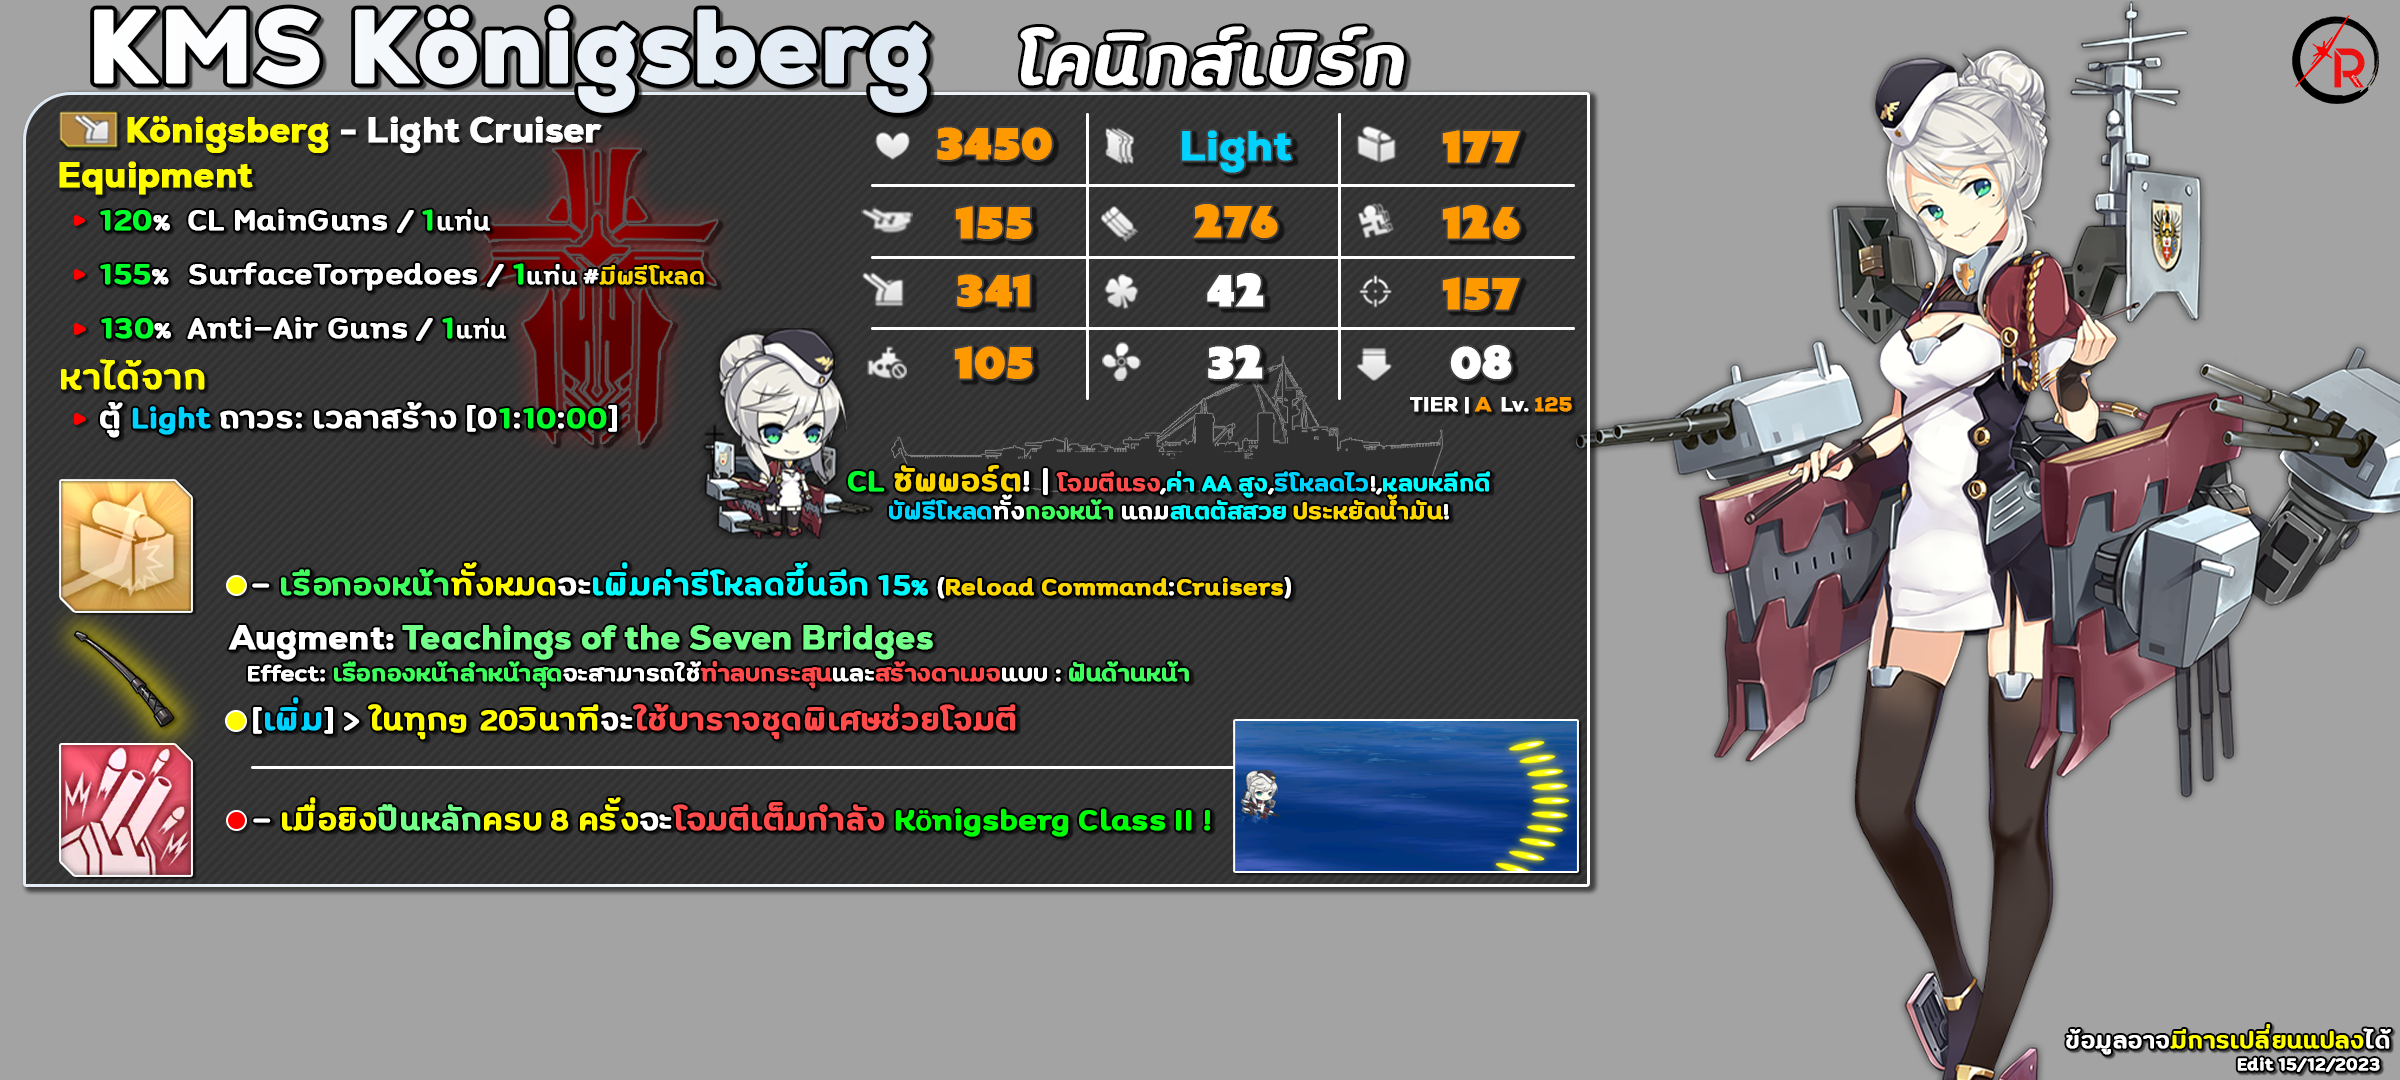 KMS Königsberg โคนิกส์เบิร์ก
R
Königsberg - Light Cruiser
Equipment
120% CL MainGuns / 1แท่น
155% SurfaceTorpedoes / 1แท่น #มีพรีโหลด
130% Anti-Air Guns / 1แท่น
หาได้จาก
ตู้ Light ถาวร: เวลาสร้าง [01:10:00]
3450 Light 177
155 276 126
341 42 157
105 32 08
TIER | A Lv. 125
CL ซัพพอร์ต! | โจมตีแรง,ค่า AA สูง,รีโหลดไว!,หลบหลีกดี
บัฟรีโหลดทั้งกองหน้า แถมสเตตัสสวย ประหยัดน้ำมัน!
- เรือกองหน้าทั้งหมดจะเพิ่มค่ารีโหลดขึ้นอีก 15% (Reload Command:Cruisers)
Augment: Teachings of the Seven Bridges
Effect: เรือกองหน้าลำหน้าสุดจะสามารถใช้ท่าลบกระสุนและสร้างดาเมจแบบ : ฟันด้านหน้า
[เพิ่ม] > ในทุกๆ 20วินาทีจะใช้บาราจชุดพิเศษช่วยโจมตี
- เมื่อยิงปืนหลักครบ 8 ครั้งจะโจมตีเต็มกำลัง Königsberg Class II !
ข้อมูลอาจมีการเปลี่ยนแปลงได้
Edit 15/12/2023